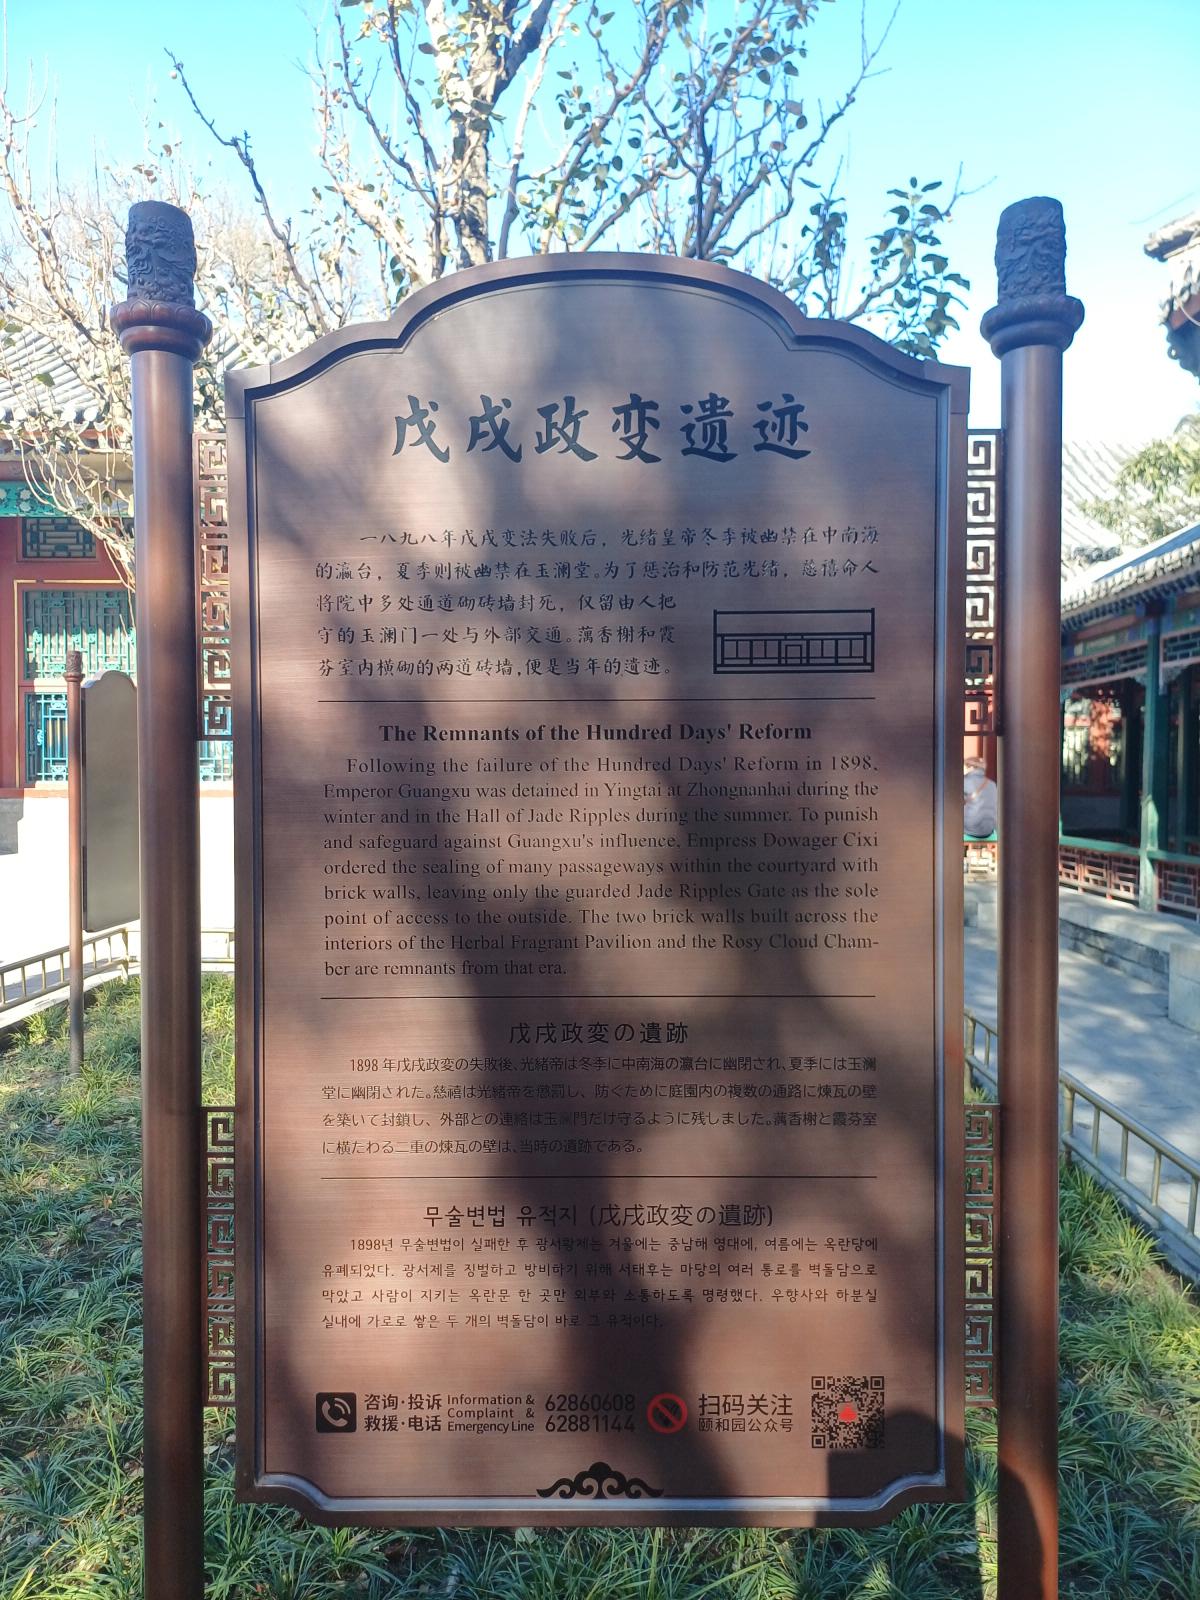 戊戌政变遗迹
一八九八年戊戌变法失败后，光绪皇帝冬季被幽禁在中南海
的瀛台，夏季则被幽禁在玉澜堂。为了惩治和防范光绪，慈禧命人
将院中多处通道砌砖墙封死，仅留由人把
守的玉澜门一处与外部交通。藕香榭和霞
芬室内横砌的两道砖墙，便是当年的遗迹。
The Remnants of the Hundred Days' Reform
Following the failure of the Hundred Days' Reform in 1898,
Emperor Guangxu was detained in Yingtai at Zhongnanhai during the
winter and in the Hall of Jade Ripples during the summer. To punish
and safeguard against Guangxu's influence, Empress Dowager Cixi
ordered the sealing of many passageways within the courtyard with
brick walls, leaving only the guarded Jade Ripples Gate as the sole
point of access to the outside. The two brick walls built across the
interiors of the Herbal Fragrant Pavilion and the Rosy Cloud Cham-
ber are remnants from that era.
戊戌政変の遺跡
1898年戊戌政変の失敗後、光緒帝は冬季に中南海の瀛台に幽閉され、夏季には玉瀾
堂に幽閉された。慈禧は光緒帝を懲罰し、防ぐために庭園内の複数の通路に煉瓦の壁
を築いて封鎖し、外部との連絡は玉瀾門だけ守るように残しました。藕香榭と霞芬室
に横たわる二重の煉瓦の壁は、当時の遺跡である。
무술변법 유적지 (戊戌政変の遺跡)
1898년 무술변법이 실패한 후 광서황제는 겨울에는 중남해 영대에, 여름에는 옥란당에
유폐되었다. 광서제를 징벌하고 방비하기 위해 서태후는 마당의 여러 통로를 벽돌담으로
막았고 사람이 지키는 옥란문 한 곳만 외부와 소통하도록 명령했다. 우향사와 하분실
실내에 가로로 쌓은 두 개의 벽돌담이 바로 그 유적이다.
咨询·投诉 Information & 62860608 扫码关注
救援·电话 Complaint & Emergency Line 62881144 颐和园公众号